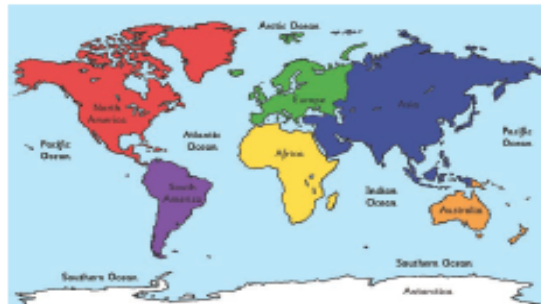 Arctic Ocean
North
America
Europe
Asia
Pacific
Ocean
Atlantic
Ocean
Pacific
Ocean
Africa
South
America
Indian
Ocean
Australia
Southern Ocean
Southern Ocean
Antarctica